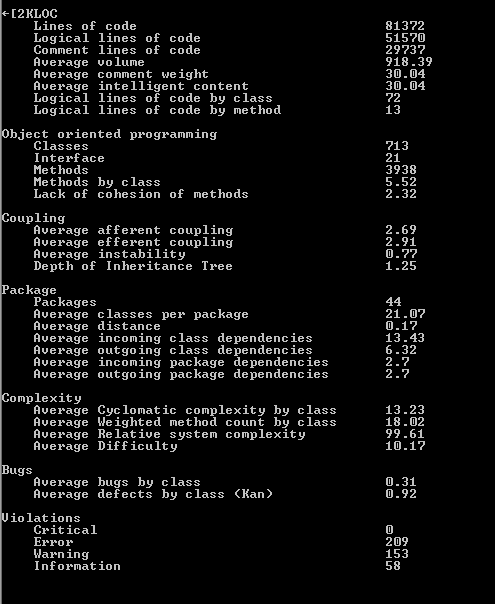 ←[2KLOC
Lines of code 81372
Logical lines of code 51570
Comment lines of code 29737
Average volume 918.39
Average comment weight 30.04
Average intelligent content 30.04
Logical lines of code by class 72
Logical lines of code by method 13
Object oriented programming
Classes 713
Interface 21
Methods 3938
Methods by class 5.52
Lack of cohesion of methods 2.32
Coupling
Average afferent coupling 2.69
Average efferent coupling 2.91
Average instability 0.77
Depth of Inheritance Tree 1.25
Package
Packages 44
Average classes per package 21.07
Average distance 0.17
Average incoming class dependencies 13.43
Average outgoing class dependencies 6.32
Average incoming package dependencies 2.7
Average outgoing package dependencies 2.7
Complexity
Average Cyclomatic complexity by class 13.23
Average Weighted method count by class 18.02
Average Relative system complexity 99.61
Average Difficulty 10.17
Bugs
Average bugs by class 0.31
Average defects by class (Kan) 0.92
Violations
Critical 0
Error 209
Warning 153
Information 58